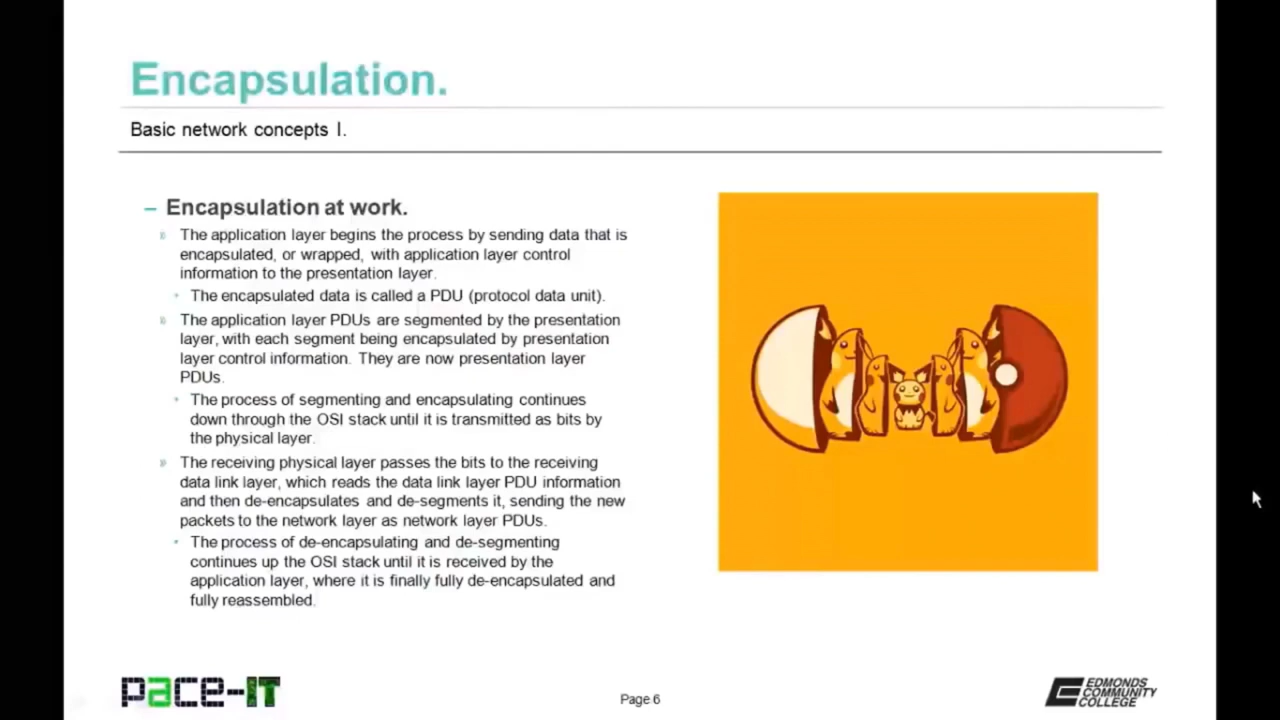 Encapsulation.
Basic network concepts I.
– Encapsulation at work.
» The application layer begins the process by sending data that is
encapsulated, or wrapped, with application layer control
information to the presentation layer.
• The encapsulated data is called a PDU (protocol data unit).
» The application layer PDUs are segmented by the presentation
layer, with each segment being encapsulated by presentation
layer control information. They are now presentation layer
PDUs.
• The process of segmenting and encapsulating continues
down through the OSI stack until it is transmitted as bits by
the physical layer.
» The receiving physical layer passes the bits to the receiving
data link layer, which reads the data link layer PDU information
and then de-encapsulates and de-segments it, sending the new
packets to the network layer as network layer PDUs.
• The process of de-encapsulating and de-segmenting
continues up the OSI stack until it is received by the
application layer, where it is finally fully de-encapsulated and
fully reassembled.
pace-IT
Page 6
EDMONDS
COMMUNITY
COLLEGE